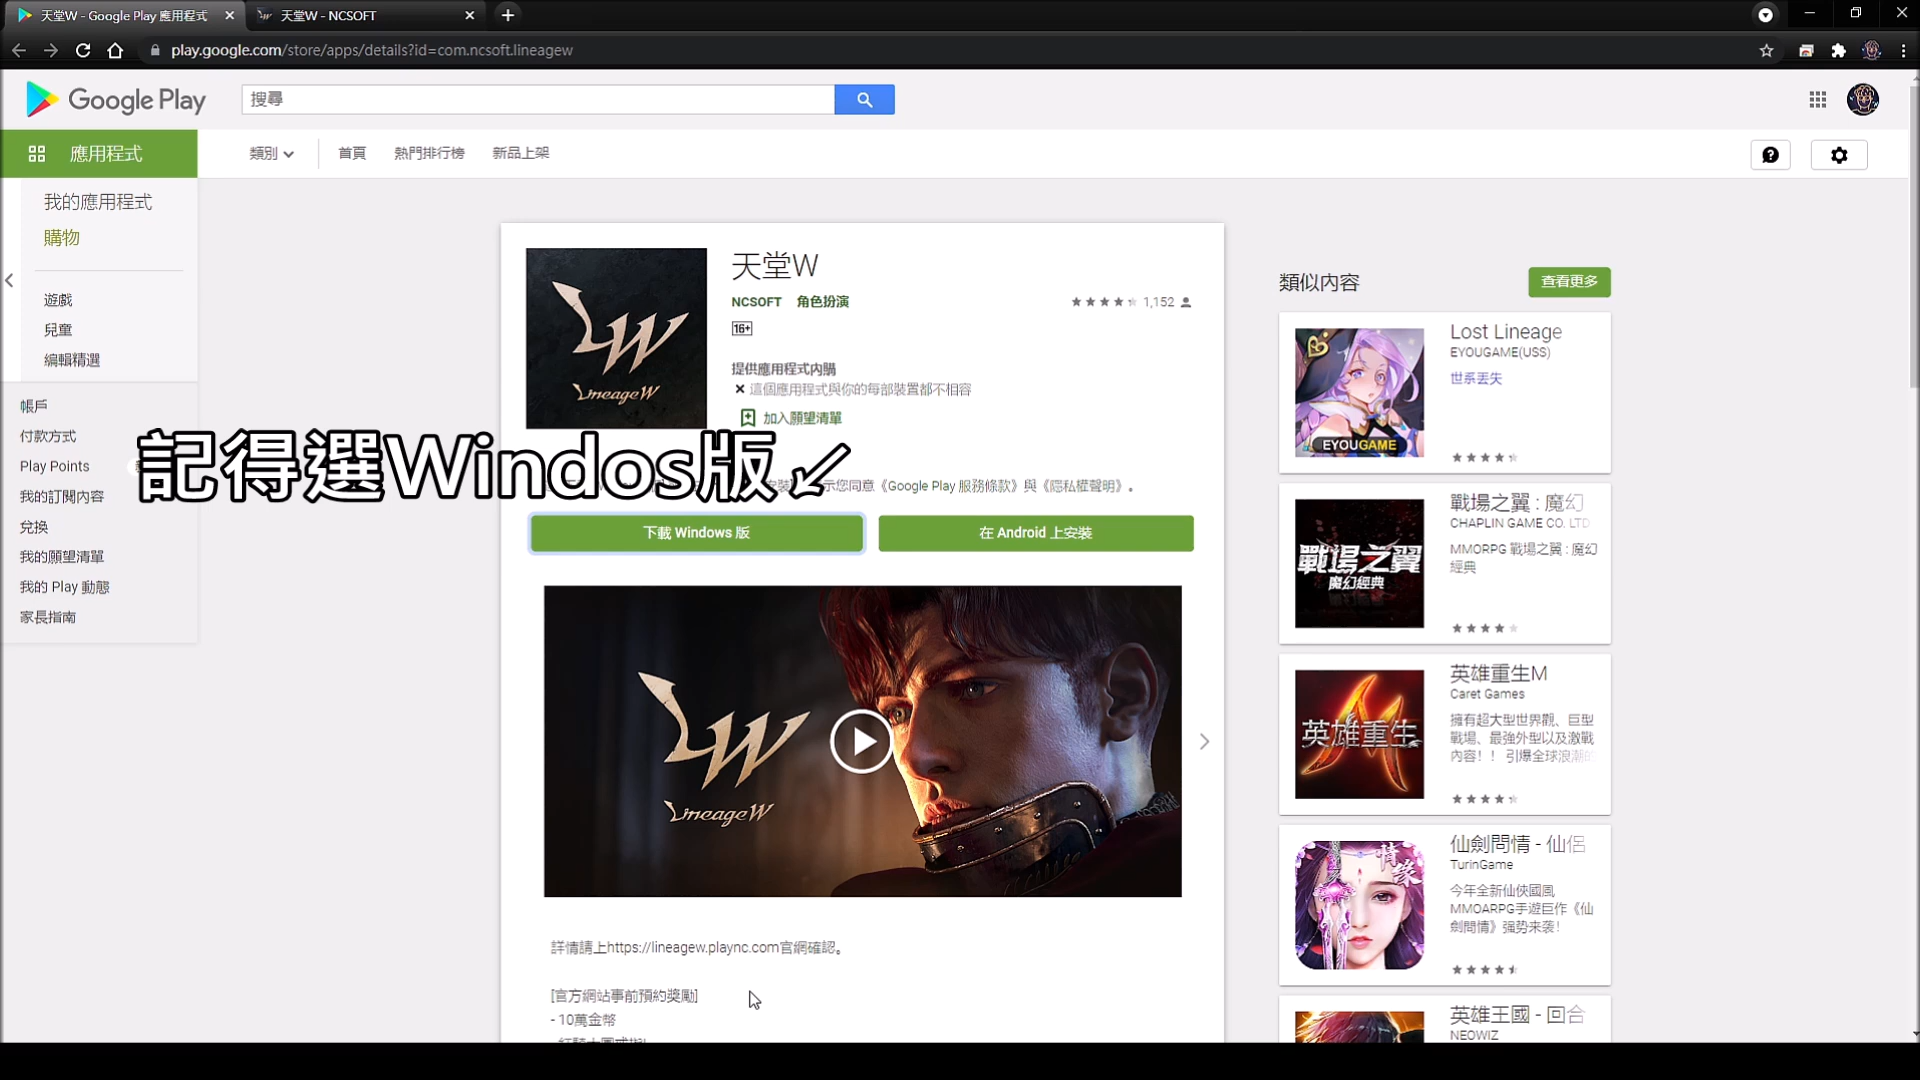 天堂W - Google Play 應用程式
天堂W - NCSOFT
play.google.com/store/apps/details?id=com.ncsoft.lineagew
Google Play
搜尋
應用程式
類別
首頁
熱門排行榜
新品上架
我的應用程式
購物
遊戲
兒童
編輯精選
帳戶
付款方式
Play Points
我的訂閱內容
兌換
我的願望清單
我的 Play 動態
家長指南
記得選Windos版↙
LineageW
天堂W
NCSOFT 角色扮演
1,152
16+
提供應用程式內購
這個應用程式與你的每部裝置都不相容
加入願望清單
示您同意《Google Play 服務條款》與《隱私權聲明》。
下載 Windows 版
在 Android 上安裝
LineageW
詳情請上https://lineagew.plaync.com官網確認。
[官方網站事前預約獎勵]
- 10萬金幣
類似內容
查看更多
EYOUGAME
Lost Lineage
EYOUGAME(USS)
世系丟失
戰場之翼
魔幻經典
戰場之翼 : 魔幻
CHAPLIN GAME CO. LTD
MMORPG 戰場之翼 : 魔幻
經典
英雄重生
英雄重生M
Caret Games
擁有超大型世界觀、巨型
戰場、最強外型以及激戰
內容！！ 引爆全球浪潮的
情緣
仙劍問情 - 仙侶
TurinGame
今年全新仙俠國風
MMOARPG手遊巨作《仙
劍問情》强势来袭!
英雄王國 - 回合
NEOWIZ